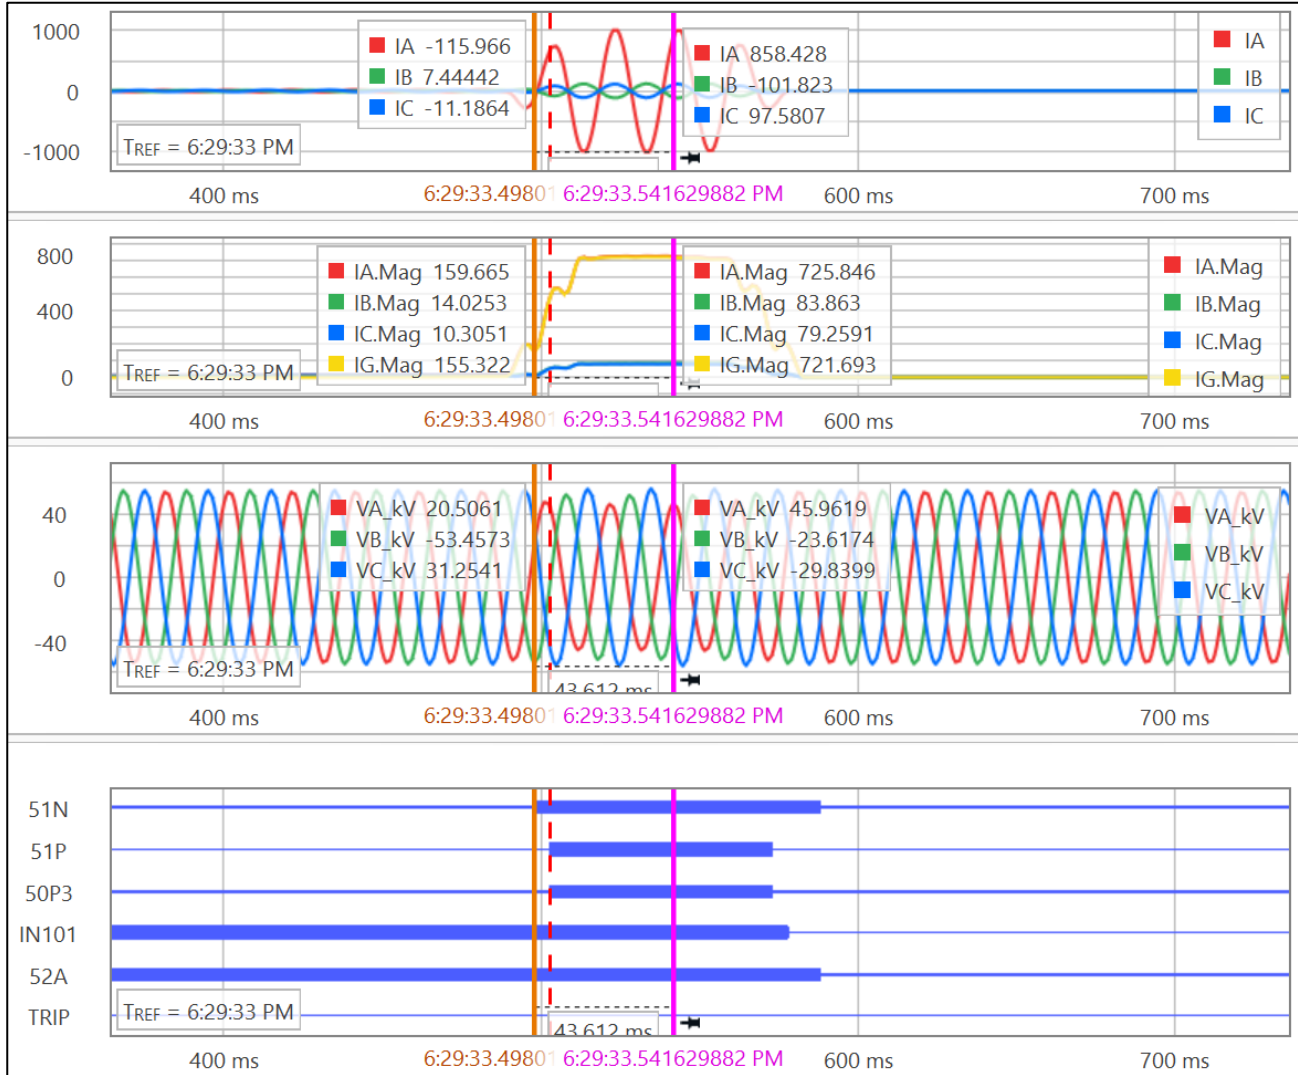 1000
0
-1000
IA -115.966
IB 7.44442
IC -11.1864
IA 858.428
IB -101.823
IC 97.5807
IA
IB
IC
TREF = 6:29:33 PM
400 ms
6:29:33.49801
6:29:33.541629882 PM
600 ms
700 ms
800
400
0
IA.Mag 159.665
IB.Mag 14.0253
IC.Mag 10.3051
IG.Mag 155.322
IA.Mag 725.846
IB.Mag 83.863
IC.Mag 79.2591
IG.Mag 721.693
IA.Mag
IB.Mag
IC.Mag
IG.Mag
TREF = 6:29:33 PM
400 ms
6:29:33.49801
6:29:33.541629882 PM
600 ms
700 ms
40
0
-40
VA_kV 20.5061
VB_kV -53.4573
VC_kV 31.2541
VA_kV 45.9619
VB_kV -23.6174
VC_kV -29.8399
VA_kV
VB_kV
VC_kV
TREF = 6:29:33 PM
43.612 ms
400 ms
6:29:33.49801
6:29:33.541629882 PM
600 ms
700 ms
51N
51P
50P3
IN101
52A
TRIP
TREF = 6:29:33 PM
43.612 ms
400 ms
6:29:33.49801
6:29:33.541629882 PM
600 ms
700 ms